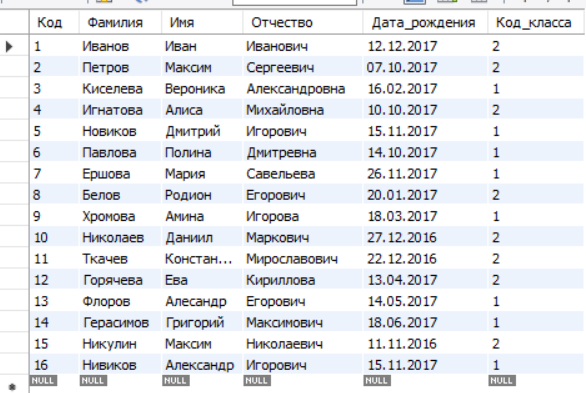 Код Фамилия Имя Отчество Дата_рождения Код_класса
1 Иванов Иван Иванович 12.12.2017 2
2 Петров Максим Сергеевич 07.10.2017 2
3 Киселева Вероника Александровна 16.02.2017 1
4 Игнатова Алиса Михайловна 10.10.2017 2
5 Новиков Дмитрий Игорович 15.11.2017 1
6 Павлова Полина Дмитревна 14.10.2017 1
7 Ершова Мария Савельева 26.11.2017 1
8 Белов Родион Егорович 20.01.2017 2
9 Хромова Амина Игорова 18.03.2017 1
10 Николаев Даниил Маркович 27.12.2016 2
11 Ткачев Констан... Мирославович 22.12.2016 2
12 Горячева Ева Кириллова 13.04.2017 2
13 Флоров Алесандр Егорович 14.05.2017 1
14 Герасимов Григорий Максимович 18.06.2017 1
15 Никулин Максим Николаевич 11.11.2016 2
16 Нивиков Александр Игорович 15.11.2017 1
NULL NULL NULL NULL NULL NULL